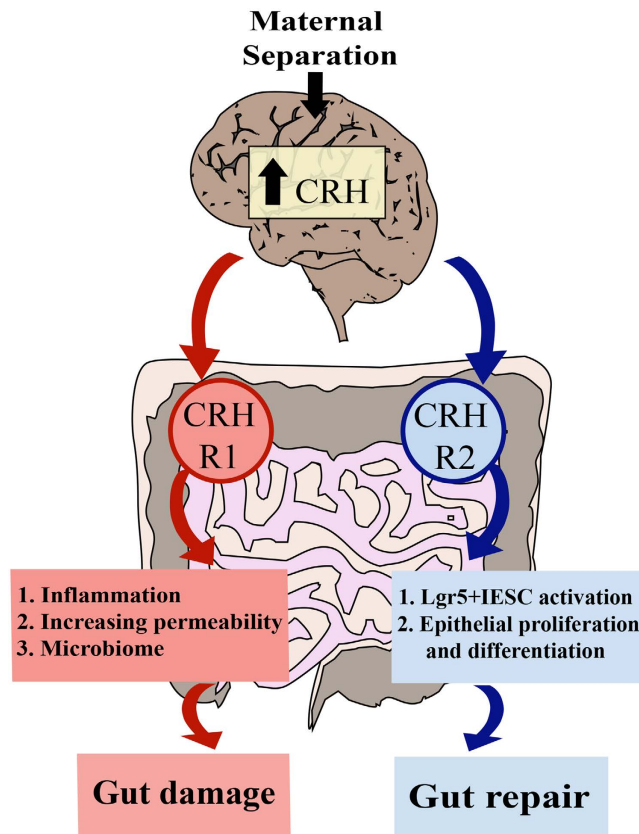 Maternal
Separation
CRH
CRH
R1
CRH
R2
1. Inflammation
2. Increasing permeability
3. Microbiome
1. Lgr5+IESC activation
2. Epithelial proliferation
and differentiation
Gut damage
Gut repair